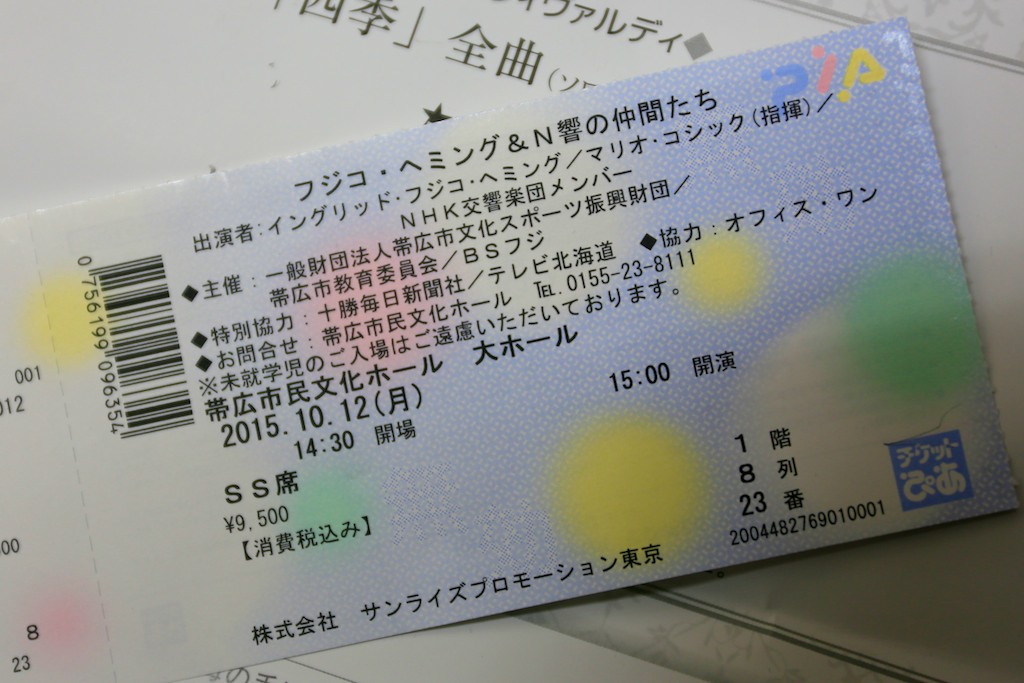 ィヴァルディ
「四季」全曲
PIA
フジコ・ヘミング&N響の仲間たち
出演者:イングリッド・フジコ・ヘミング/マリオ・コシック(指揮)/
NHK交響楽団メンバー
◆主催:一般財団法人帯広市文化スポーツ振興財団/
帯広市教育委員会/BSフジ
◆特別協力:十勝毎日新聞社/テレビ北海道 ◆協力:オフィス・ワン
◆お問合せ:帯広市民文化ホール ℡0155-23-8111
※未就学児のご入場はご遠慮いただいております。
帯広市民文化ホール 大ホール
2015.10.12(月) 15:00 開演
14:30 開場
SS席 1 階
¥9,500 8 列
【消費税込み】 23 番
2004482769010001
株式会社 サンライズプロモーション東京
チケット
ぴあ
0756199096354
001
012
00
8
23